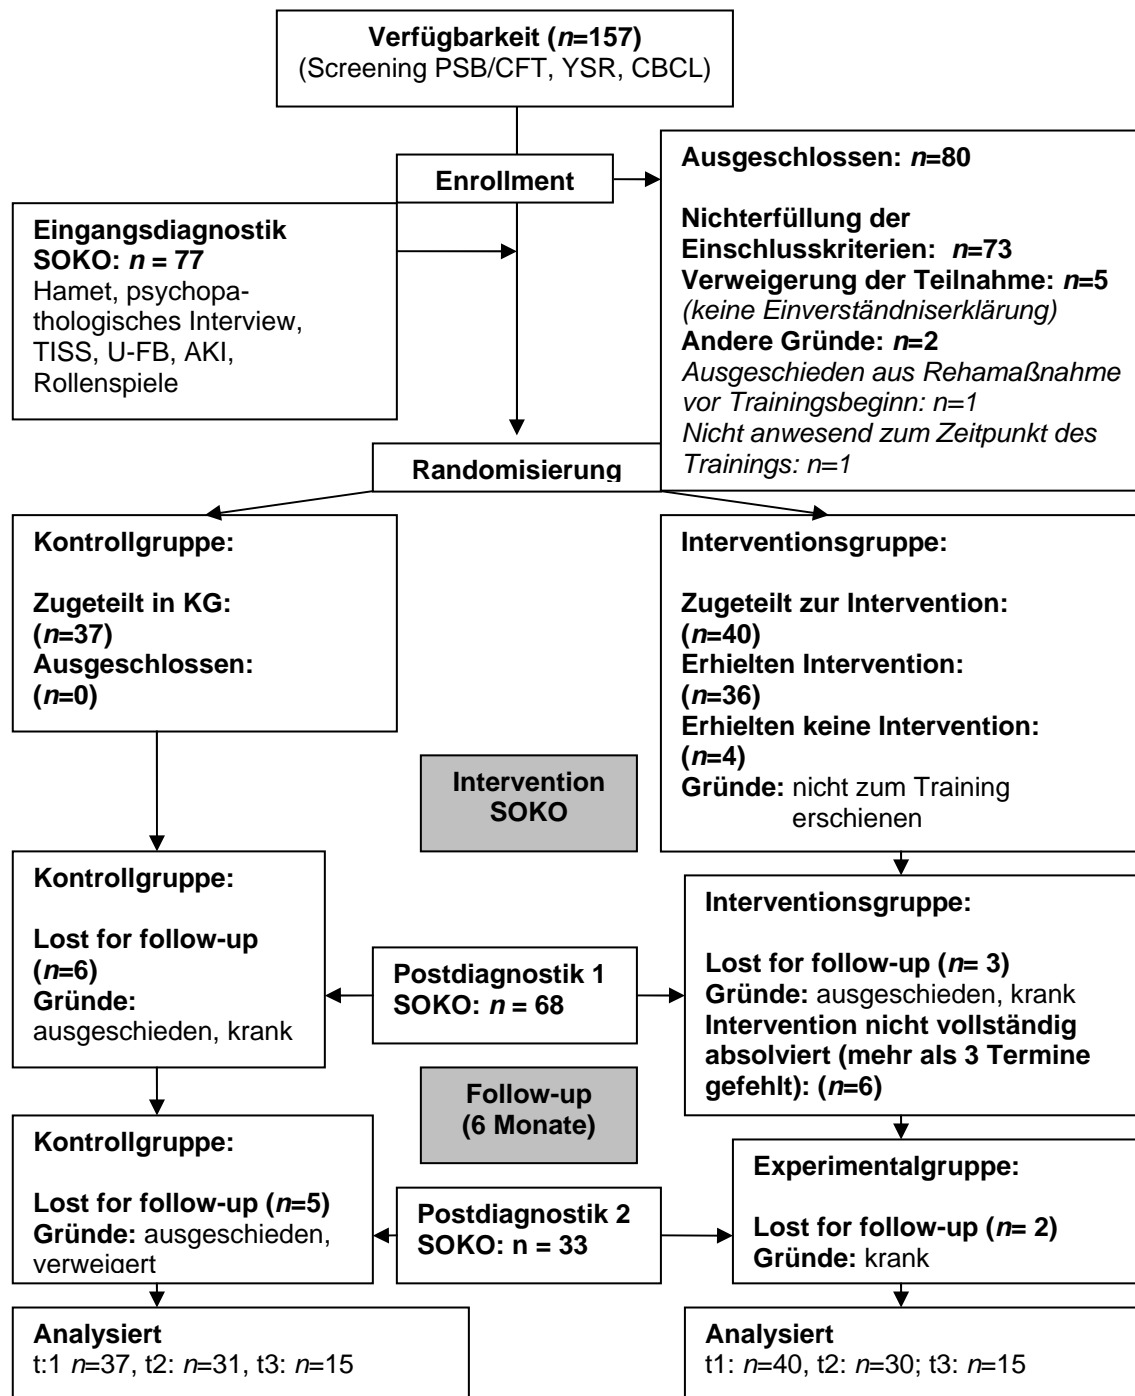 Verfügbarkeit (n=157)
(Screening PSB/CFT, YSR, CBCL)
Enrollment
Ausgeschlossen: n=80
Nichterfüllung der
Einschlusskriterien: n=73
Verweigerung der Teilnahme: n=5
(keine Einverständniserklärung)
Andere Gründe: n=2
Ausgeschieden aus Rehamaßnahme
vor Trainingsbeginn: n=1
Nicht anwesend zum Zeitpunkt des
Trainings: n=1
Eingangsdiagnostik
SOKO: n = 77
Hamet, psychopa-
thologisches Interview,
TISS, U-FB, AKI,
Rollenspiele
Randomisierung
Kontrollgruppe:
Zugeteilt in KG:
(n=37)
Ausgeschlossen:
(n=0)
Interventionsgruppe:
Zugeteilt zur Intervention:
(n=40)
Erhielten Intervention:
(n=36)
Erhielten keine Intervention:
(n=4)
Gründe: nicht zum Training
erschienen
Intervention
SOKO
Kontrollgruppe:
Lost for follow-up
(n=6)
Gründe:
ausgeschieden, krank
Postdiagnostik 1
SOKO: n = 68
Interventionsgruppe:
Lost for follow-up (n= 3)
Gründe: ausgeschieden, krank
Intervention nicht vollständig
absolviert (mehr als 3 Termine
gefehlt): (n=6)
Follow-up
(6 Monate)
Kontrollgruppe:
Lost for follow-up (n=5)
Gründe: ausgeschieden,
verweigert
Postdiagnostik 2
SOKO: n = 33
Experimentalgruppe:
Lost for follow-up (n= 2)
Gründe: krank
Analysiert
t:1 n=37, t2: n=31, t3: n=15
Analysiert
t1: n=40, t2: n=30; t3: n=15